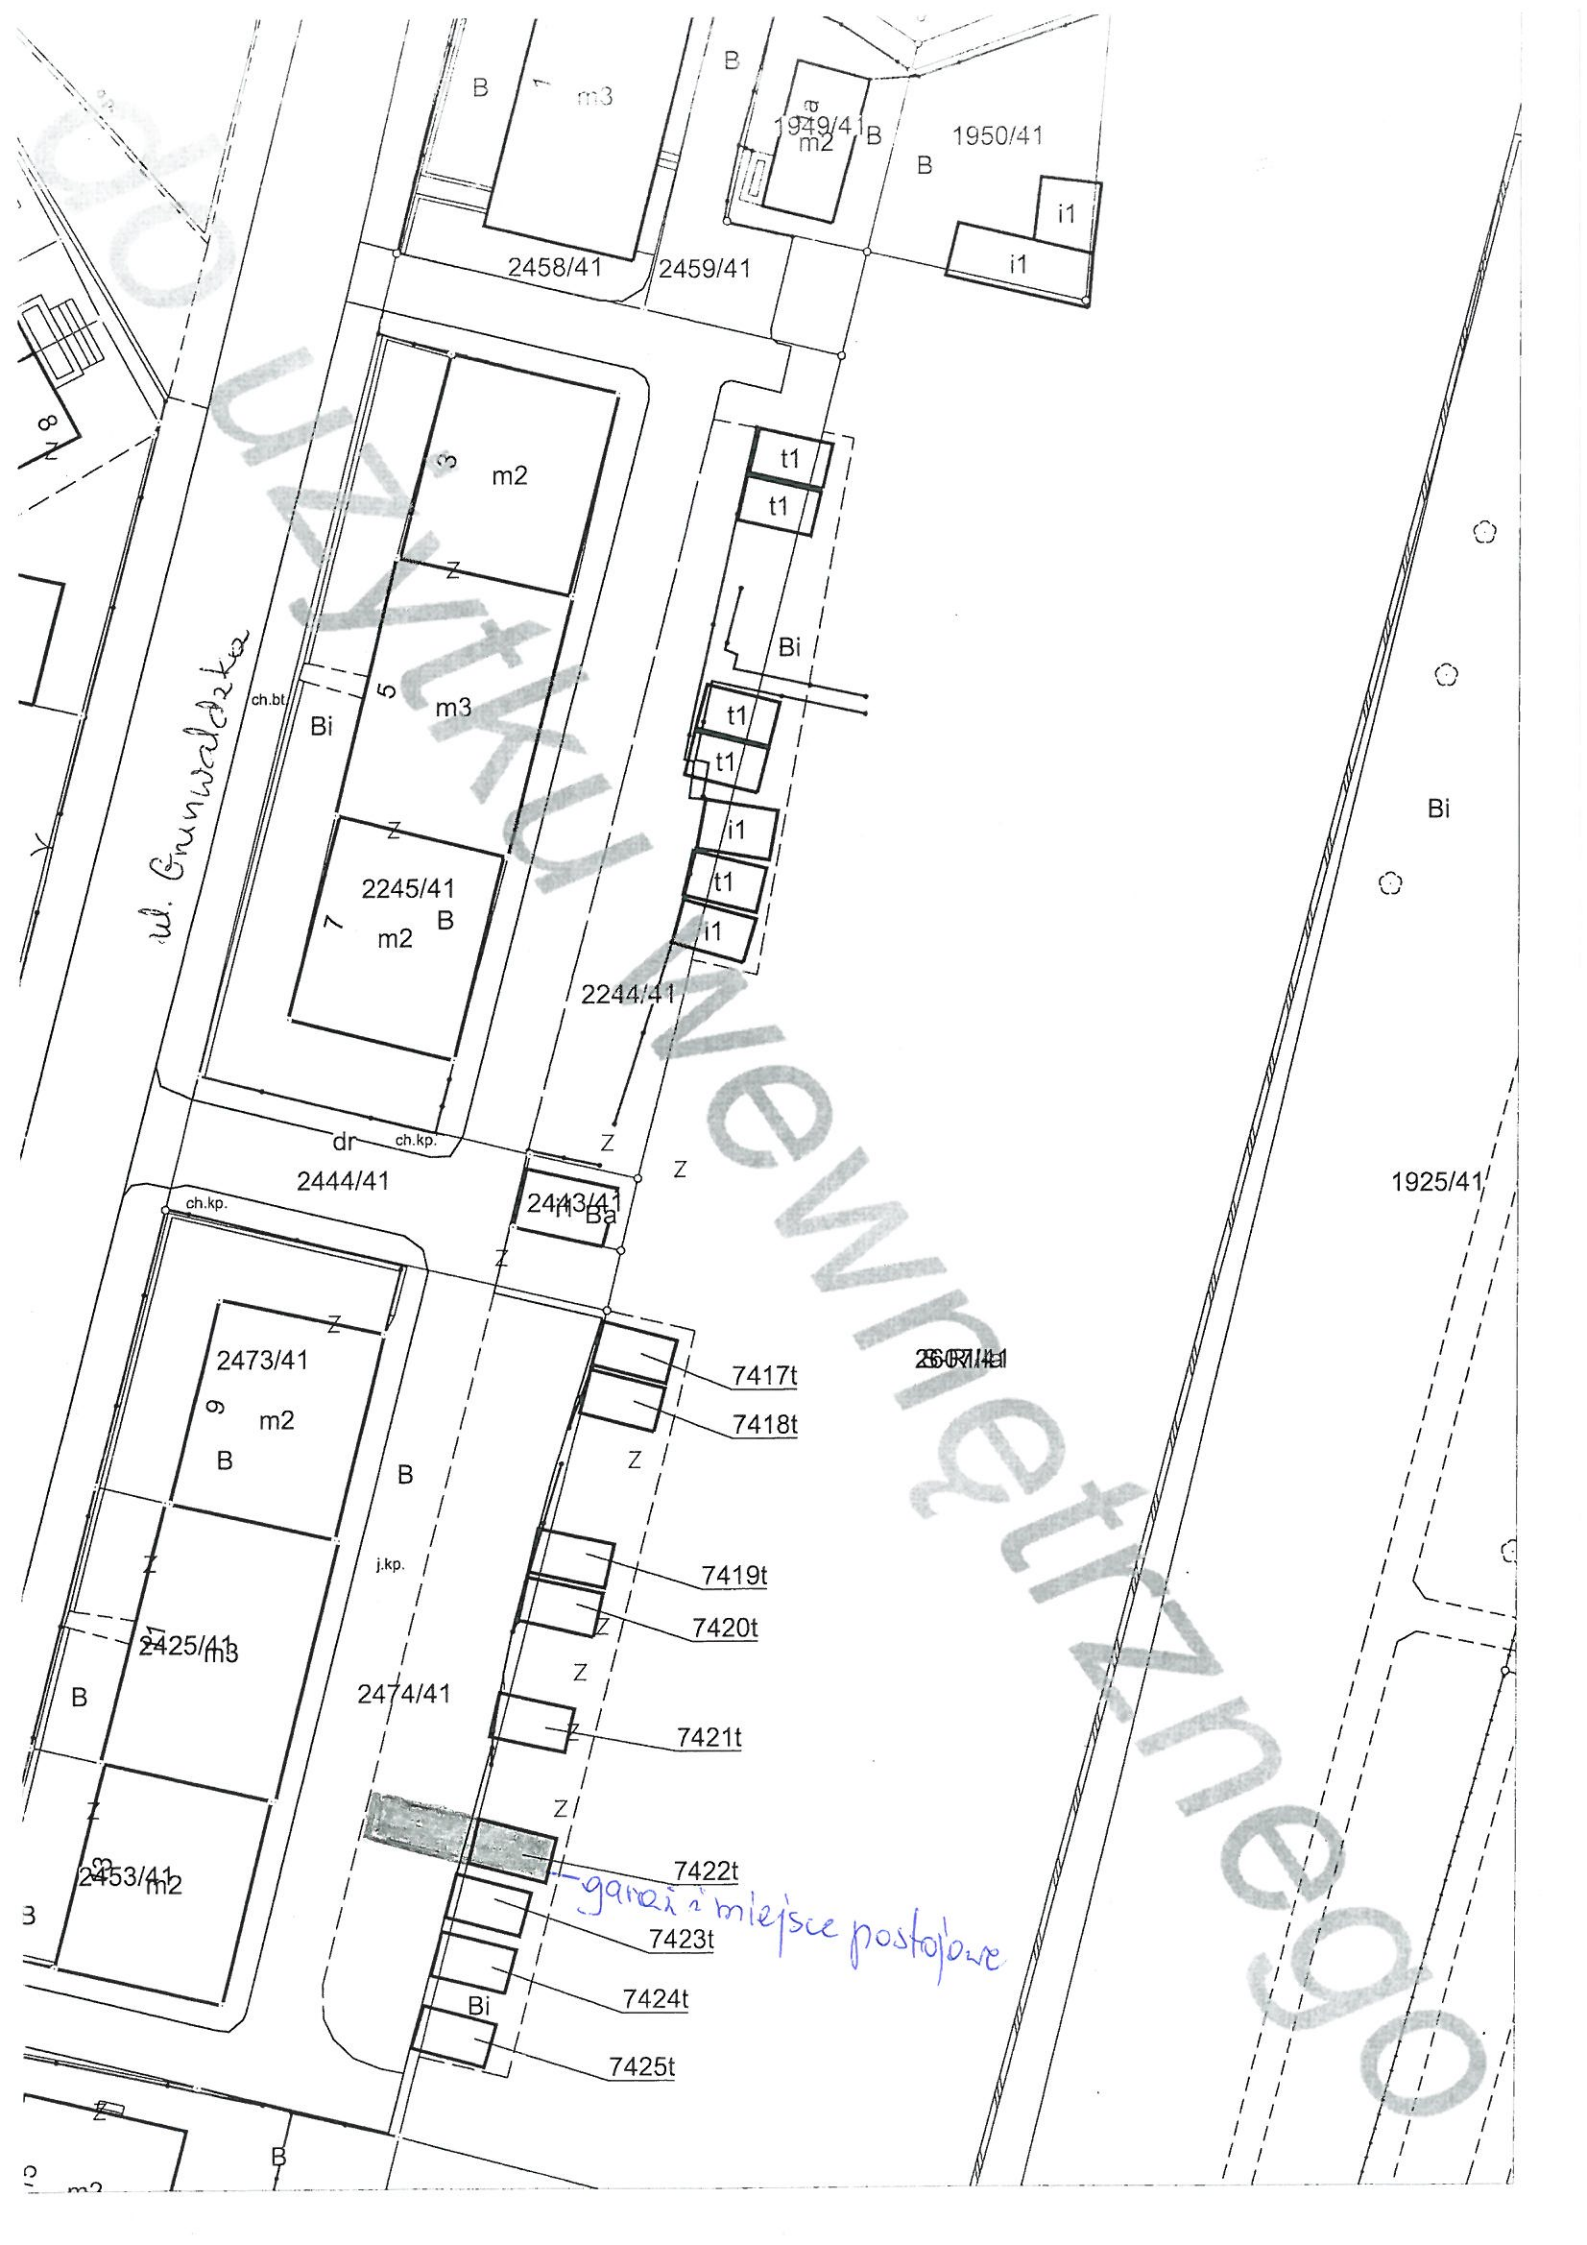 B
1
m3
B
1949/41
m2
B
1950/41
B
i1
i1
2458/41
2459/41
8
Z
3
m2
t1
t1
Z
ul. Grunwaldzka
ch.bt.
Bi
5
m3
Bi
t1
t1
i1
t1
i1
Z
2245/41
7
m2
B
Bi
2244/41
dr
ch.kp.
Z
Z
2444/41
ch.kp.
2443/41
Ba
1925/41
Z
Z
2473/41
9
m2
B
B
7417t
7418t
Z
Z
j.kp.
7419t
7420t
Z
Z
2425/41
m3
B
2474/41
7421t
Z
Z
Z
2453/41
m2
7422t
garaż i miejsce postojowe
7423t
B
7424t
Bi
7425t
Z
B
m2
do użytku wewnętrznego